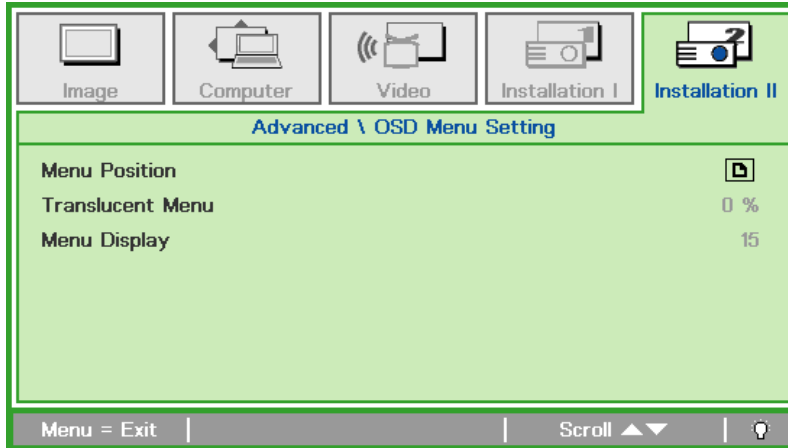 Image Computer Video Installation I Installation II
Advanced \ OSD Menu Setting
Menu Position
Translucent Menu 0 %
Menu Display 15
Menu = Exit Scroll ▲▼